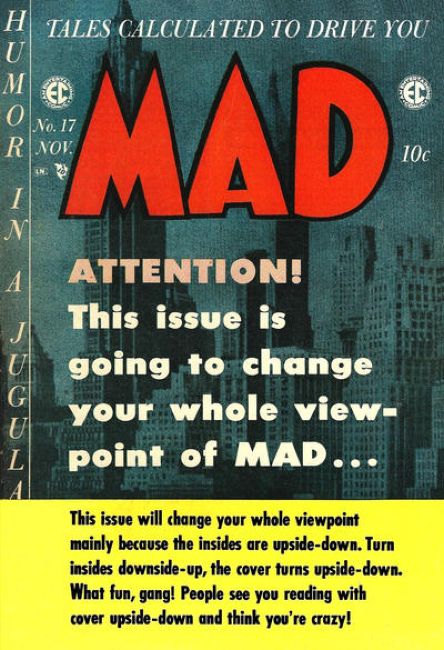 TALES CALCULATED TO DRIVE YOU
EC
EC
MAD
No. 17
NOV.
10c
HUMOR IN A JUGULA
ATTENTION!
This issue is
going to change
your whole view-
point of MAD...
This issue will change your whole viewpoint
mainly because the insides are upside-down. Turn
insides downside-up, the cover turns upside-down.
What fun, gang! People see you reading with
cover upside-down and think you're crazy!